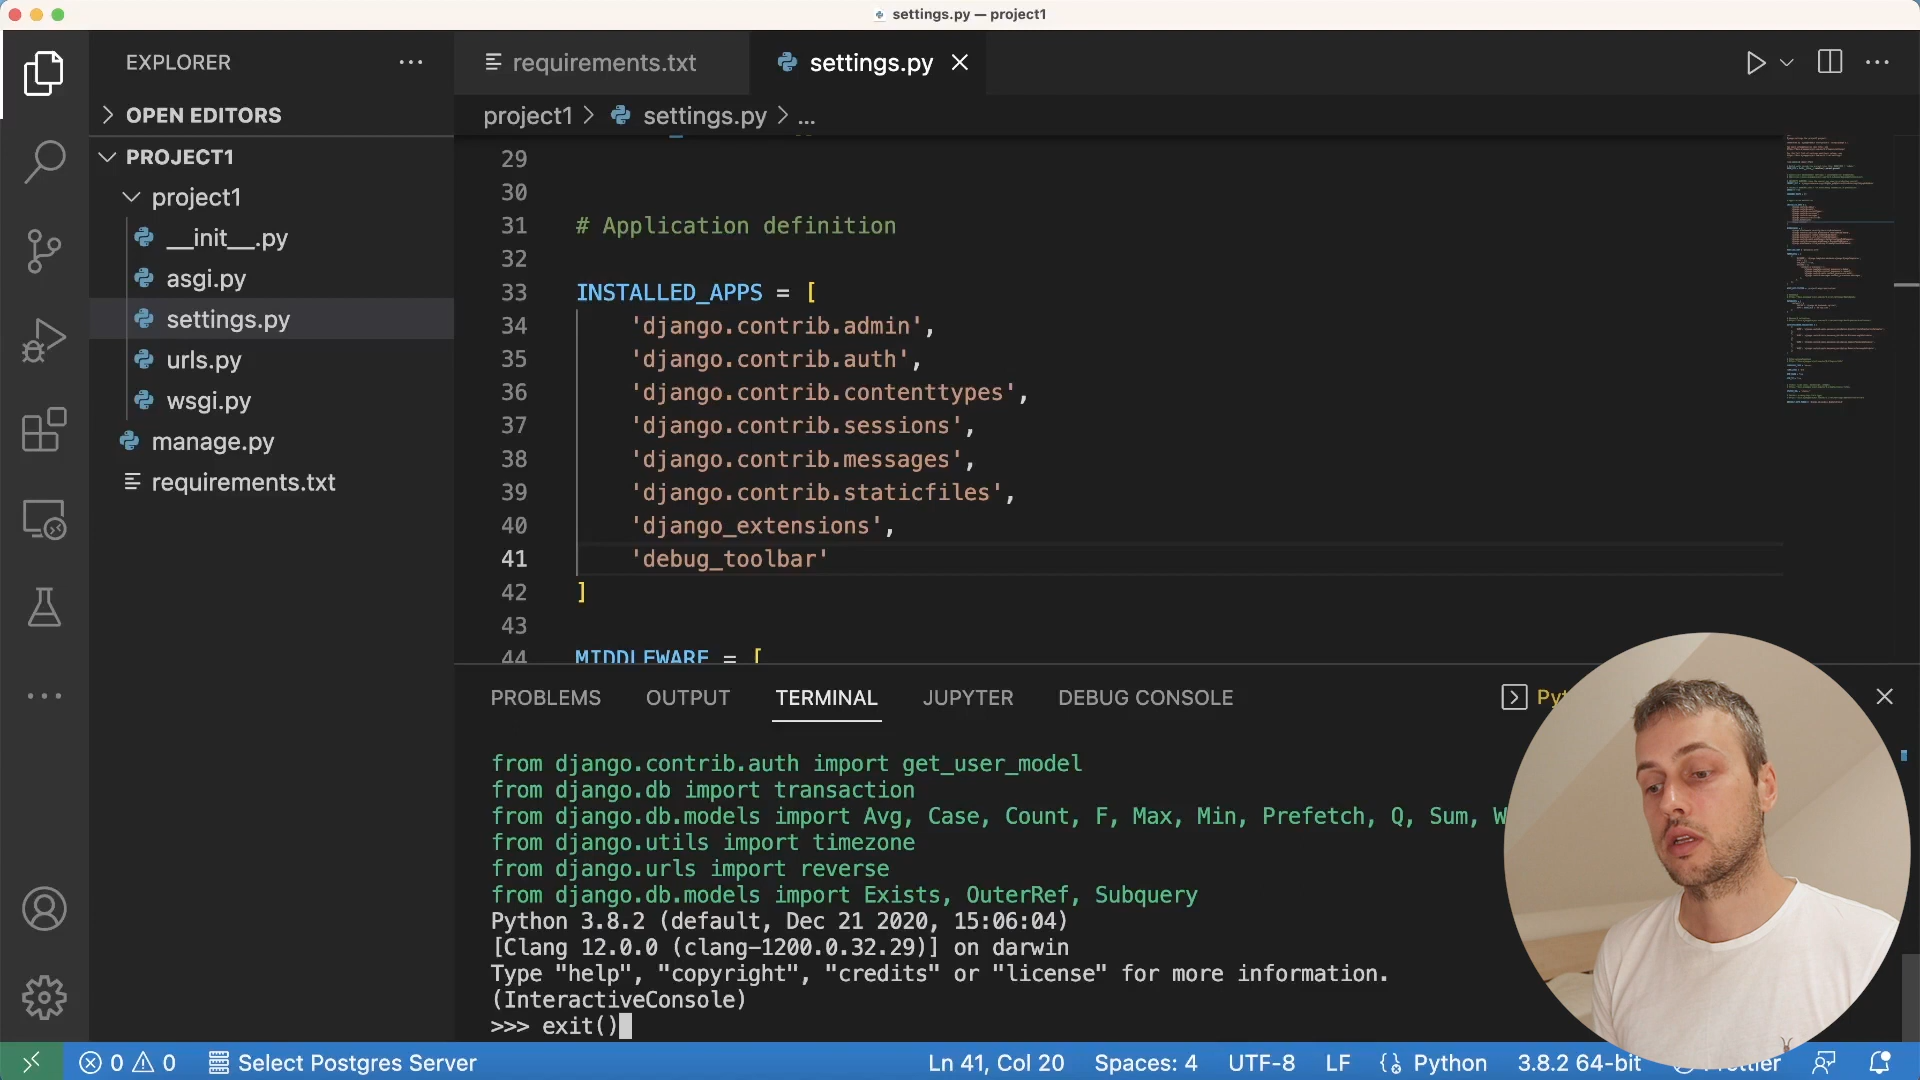 settings.py — project1
EXPLORER
OPEN EDITORS
PROJECT1
project1
__init__.py
asgi.py
settings.py
urls.py
wsgi.py
manage.py
requirements.txt
requirements.txt
settings.py
project1 > settings.py > ...
29
30
31 # Application definition
32
33 INSTALLED_APPS = [
34 'django.contrib.admin',
35 'django.contrib.auth',
36 'django.contrib.contenttypes',
37 'django.contrib.sessions',
38 'django.contrib.messages',
39 'django.contrib.staticfiles',
40 'django_extensions',
41 'debug_toolbar'
42 ]
43
44 MIDDLEWARE = [
PROBLEMS OUTPUT TERMINAL JUPYTER DEBUG CONSOLE
from django.contrib.auth import get_user_model
from django.db import transaction
from django.db.models import Avg, Case, Count, F, Max, Min, Prefetch, Q, Sum, W
from django.utils import timezone
from django.urls import reverse
from django.db.models import Exists, OuterRef, Subquery
Python 3.8.2 (default, Dec 21 2020, 15:06:04)
[Clang 12.0.0 (clang-1200.0.32.29)] on darwin
Type "help", "copyright", "credits" or "license" for more information.
(InteractiveConsole)
>>> exit()
0 0 Select Postgres Server Ln 41, Col 20 Spaces: 4 UTF-8 LF Python 3.8.2 64-bit